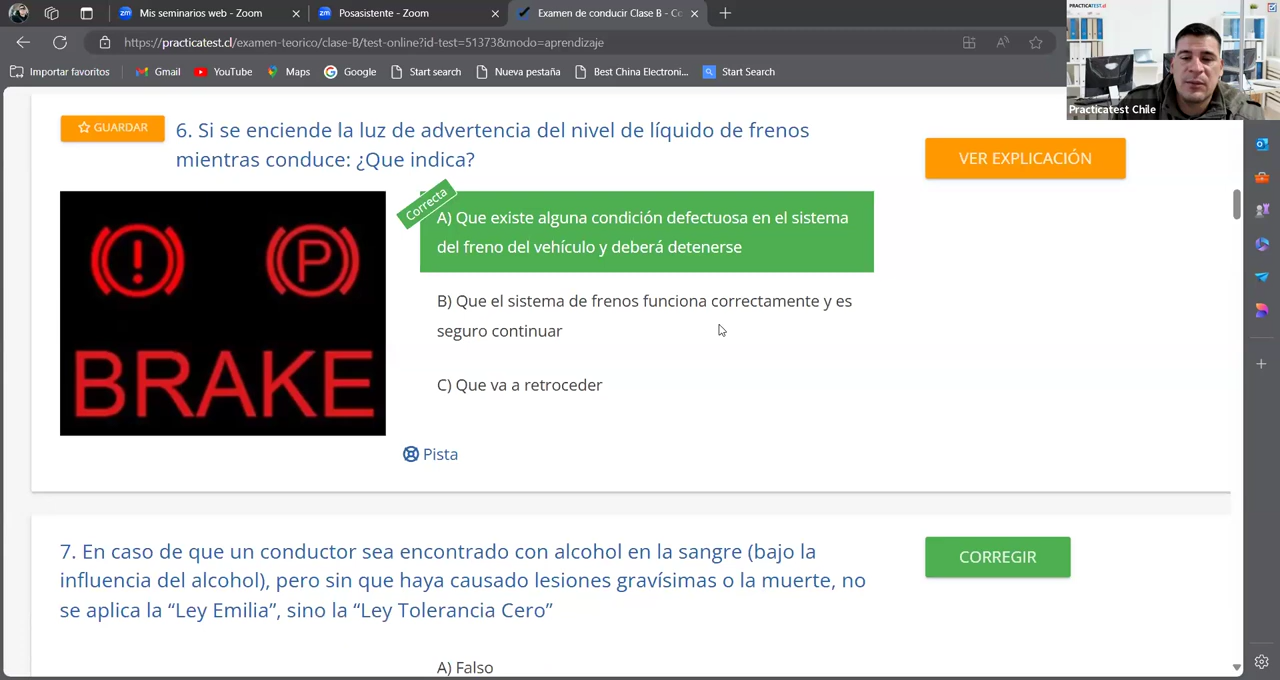 Mis seminarios web - Zoom
Posasistente - Zoom
Examen de conducir Clase B - Co
https://practicatest.cl/examen-teorico/clase-B/test-online?id-test=51373&modo=aprendizaje
Importar favoritos
Gmail
YouTube
Maps
Google
Start search
Nueva pestaña
Best China Electroni...
Start Search
PRACTICATEST.cl
Practicatest Chile
GUARDAR
6. Si se enciende la luz de advertencia del nivel de líquido de frenos
mientras conduce: ¿Que indica?
VER EXPLICACIÓN
P
BRAKE
Correcta
A) Que existe alguna condición defectuosa en el sistema
del freno del vehículo y deberá detenerse
B) Que el sistema de frenos funciona correctamente y es
seguro continuar
C) Que va a retroceder
Pista
7. En caso de que un conductor sea encontrado con alcohol en la sangre (bajo la
influencia del alcohol), pero sin que haya causado lesiones gravísimas o la muerte, no
se aplica la “Ley Emilia”, sino la “Ley Tolerancia Cero”
CORREGIR
A) Falso